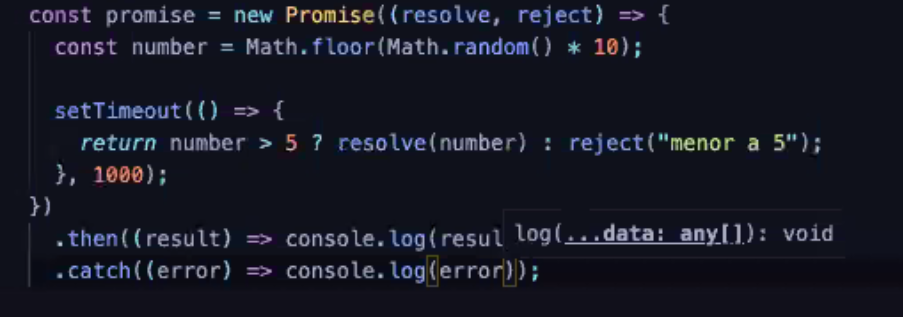 const promise = new Promise((resolve, reject) => {
const number = Math.floor(Math.random() * 10);
setTimeout(() => {
return number > 5 ? resolve(number) : reject("menor a 5");
}, 1000);
})
.then((result) => console.log(resul
log(...data: any[]): void
.catch((error) => console.log(error));